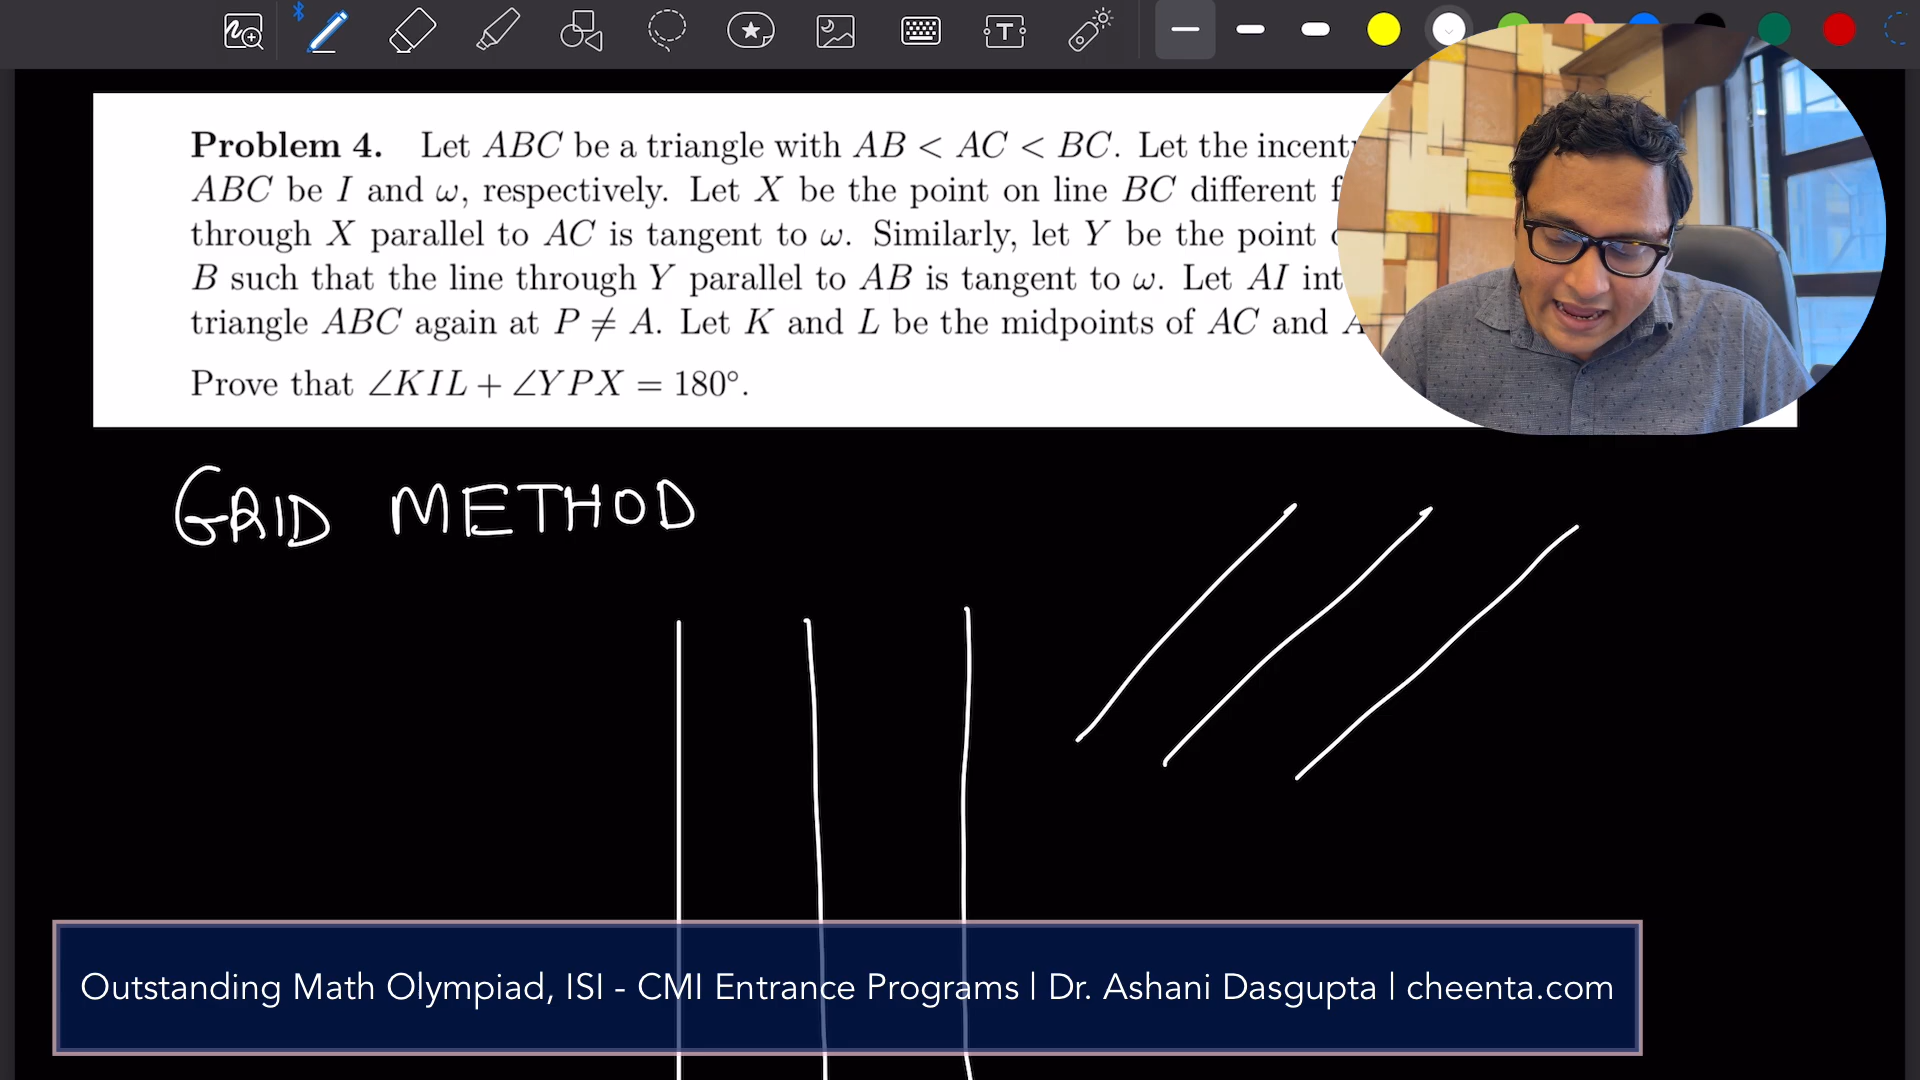 Problem 4. Let ABC be a triangle with AB < AC < BC. Let the
ABC be I and ω, respectively. Let X be the point on line BC different
through X parallel to AC is tangent to ω. Similarly, let Y be the point
B such that the line through Y parallel to AB is tangent to ω. Let AI
triangle ABC again at P ≠ A. Let K and L be the midpoints of AC and
Prove that ∠KIL + ∠YPX = 180°.
GRID METHOD
Outstanding Math Olympiad, ISI - CMI Entrance Programs | Dr. Ashani Dasgupta | cheenta.com